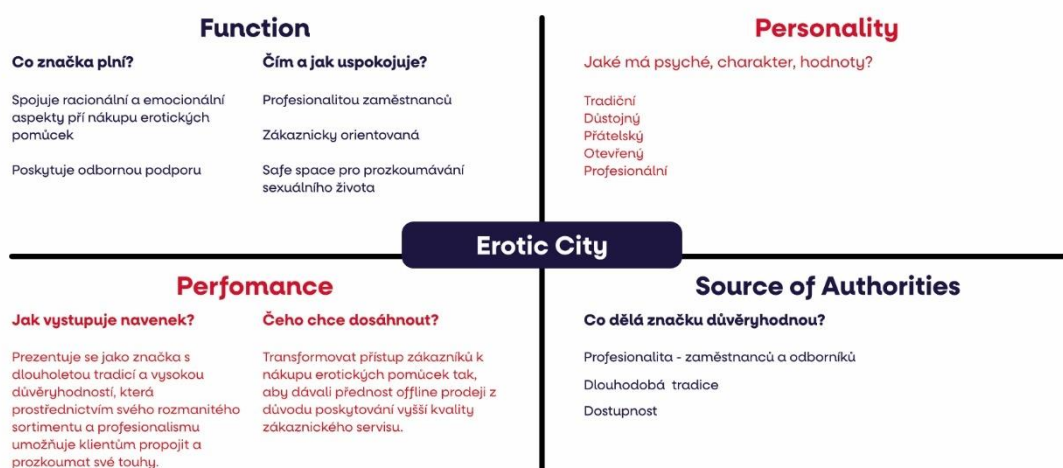 Function
Co značka plní?
Spojuje racionální a emocionální
aspekty pří nákupu erotických
pomůcek
Poskytuje odbornou podporu
Čím a jak uspokojuje?
Profesionalitou zaměstnanců
Zákaznicky orientovaná
Safe space pro prozkoumávání
sexuálního života
Personality
Jaké má psyché, charakter, hodnoty?
Tradiční
Důstojný
Přátelský
Otevřený
Profesionální
Erotic City
Perfomance
Jak vystupuje navenek?
Prezentuje se jako značka s
dlouholetou tradicí a vysokou
důvěryhodností, která
prostřednictvím svého rozmanitého
sortimentu a profesionalismu
umožňuje klientům propojit a
prozkoumat své touhy.
Čeho chce dosáhnout?
Transformovat přístup zákazníků k
nákupu erotických pomůcek tak,
aby dávali přednost offline prodeji z
důvodu poskytování vyšší kvality
zákaznického servisu.
Source of Authorities
Co dělá značku důvěryhodnou?
Profesionalita - zaměstnanců a odborníků
Dlouhodobá tradice
Dostupnost